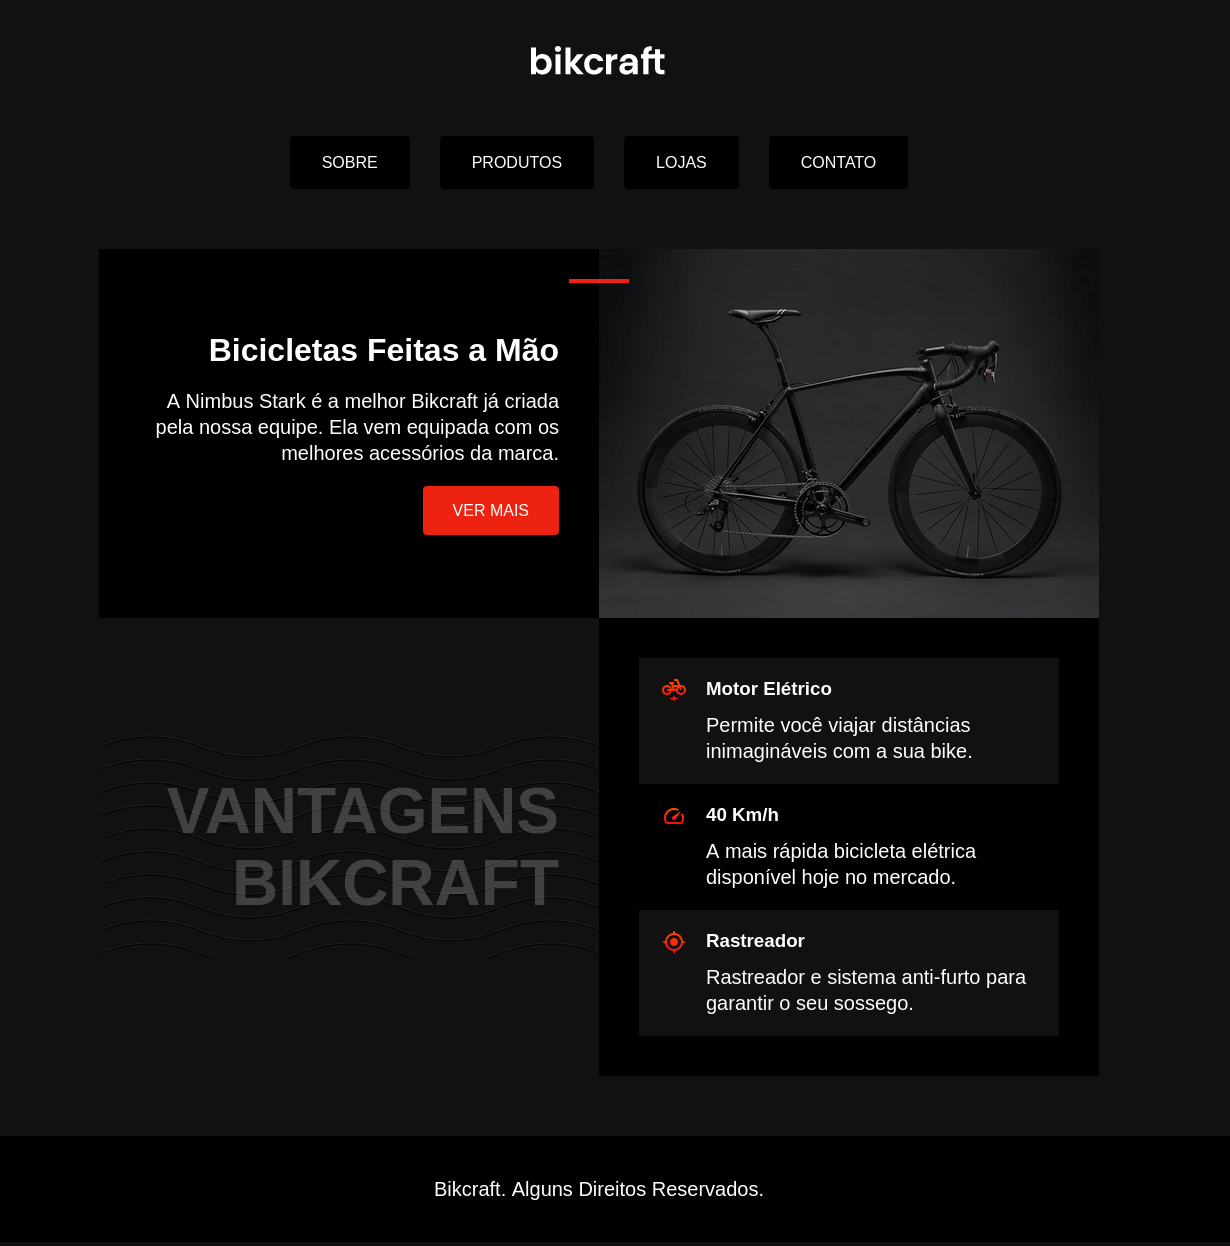 bikcraft
SOBRE PRODUTOS LOJAS CONTATO
Bicicletas Feitas a Mão
A Nimbus Stark é a melhor Bikcraft já criada
pela nossa equipe. Ela vem equipada com os
melhores acessórios da marca.
VER MAIS
VANTAGENS
BIKCRAFT
Motor Elétrico
Permite você viajar distâncias
inimagináveis com a sua bike.
40 Km/h
A mais rápida bicicleta elétrica
disponível hoje no mercado.
Rastreador
Rastreador e sistema anti-furto para
garantir o seu sossego.
Bikcraft. Alguns Direitos Reservados.